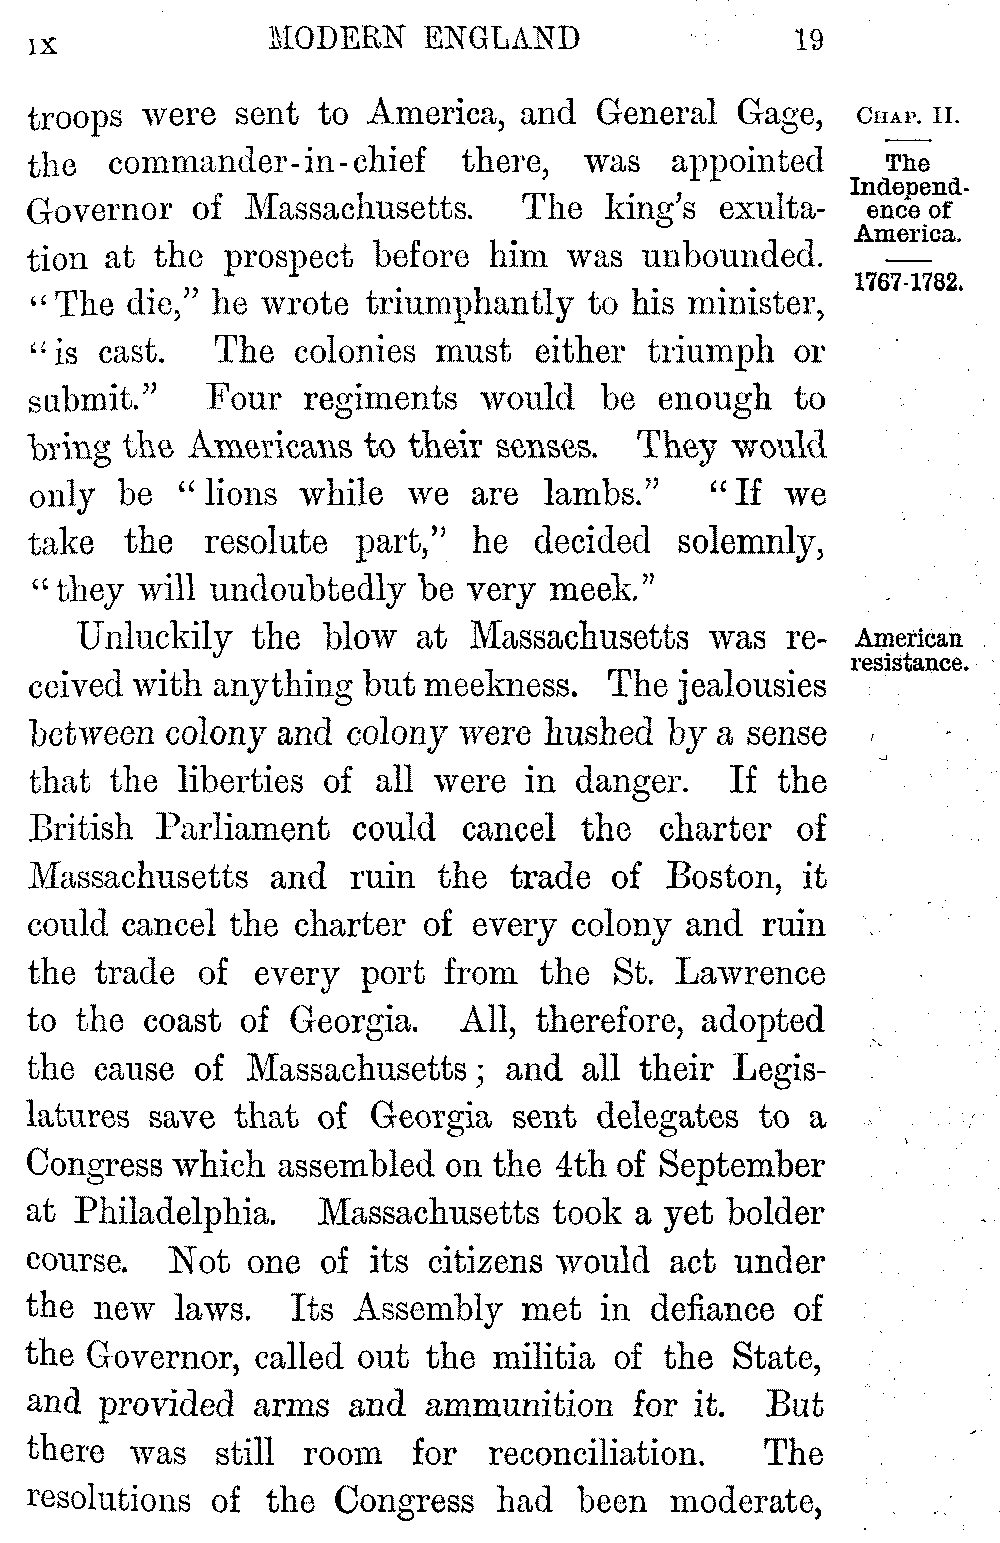 IX MODERN ENGLAND 19
troops were sent to America, and General Gage,
the commander-in-chief there, was appointed
Governor of Massachusetts. The king's exulta-
tion at the prospect before him was unbounded.
"The die," he wrote triumphantly to his minister,
"is cast. The colonies must either triumph or
submit." Four regiments would be enough to
bring the Americans to their senses. They would
only be "lions while we are lambs." "If we
take the resolute part," he decided solemnly,
"they will undoubtedly be very meek."
Unluckily the blow at Massachusetts was re-
ceived with anything but meekness. The jealousies
between colony and colony were hushed by a sense
that the liberties of all were in danger. If the
British Parliament could cancel the charter of
Massachusetts and ruin the trade of Boston, it
could cancel the charter of every colony and ruin
the trade of every port from the St. Lawrence
to the coast of Georgia. All, therefore, adopted
the cause of Massachusetts; and all their Legis-
latures save that of Georgia sent delegates to a
Congress which assembled on the 4th of September
at Philadelphia. Massachusetts took a yet bolder
course. Not one of its citizens would act under
the new laws. Its Assembly met in defiance of
the Governor, called out the militia of the State,
and provided arms and ammunition for it. But
there was still room for reconciliation. The
resolutions of the Congress had been moderate,
CHAP. II.
The
Independ-
ence of
America.
1767-1782.
American
resistance.